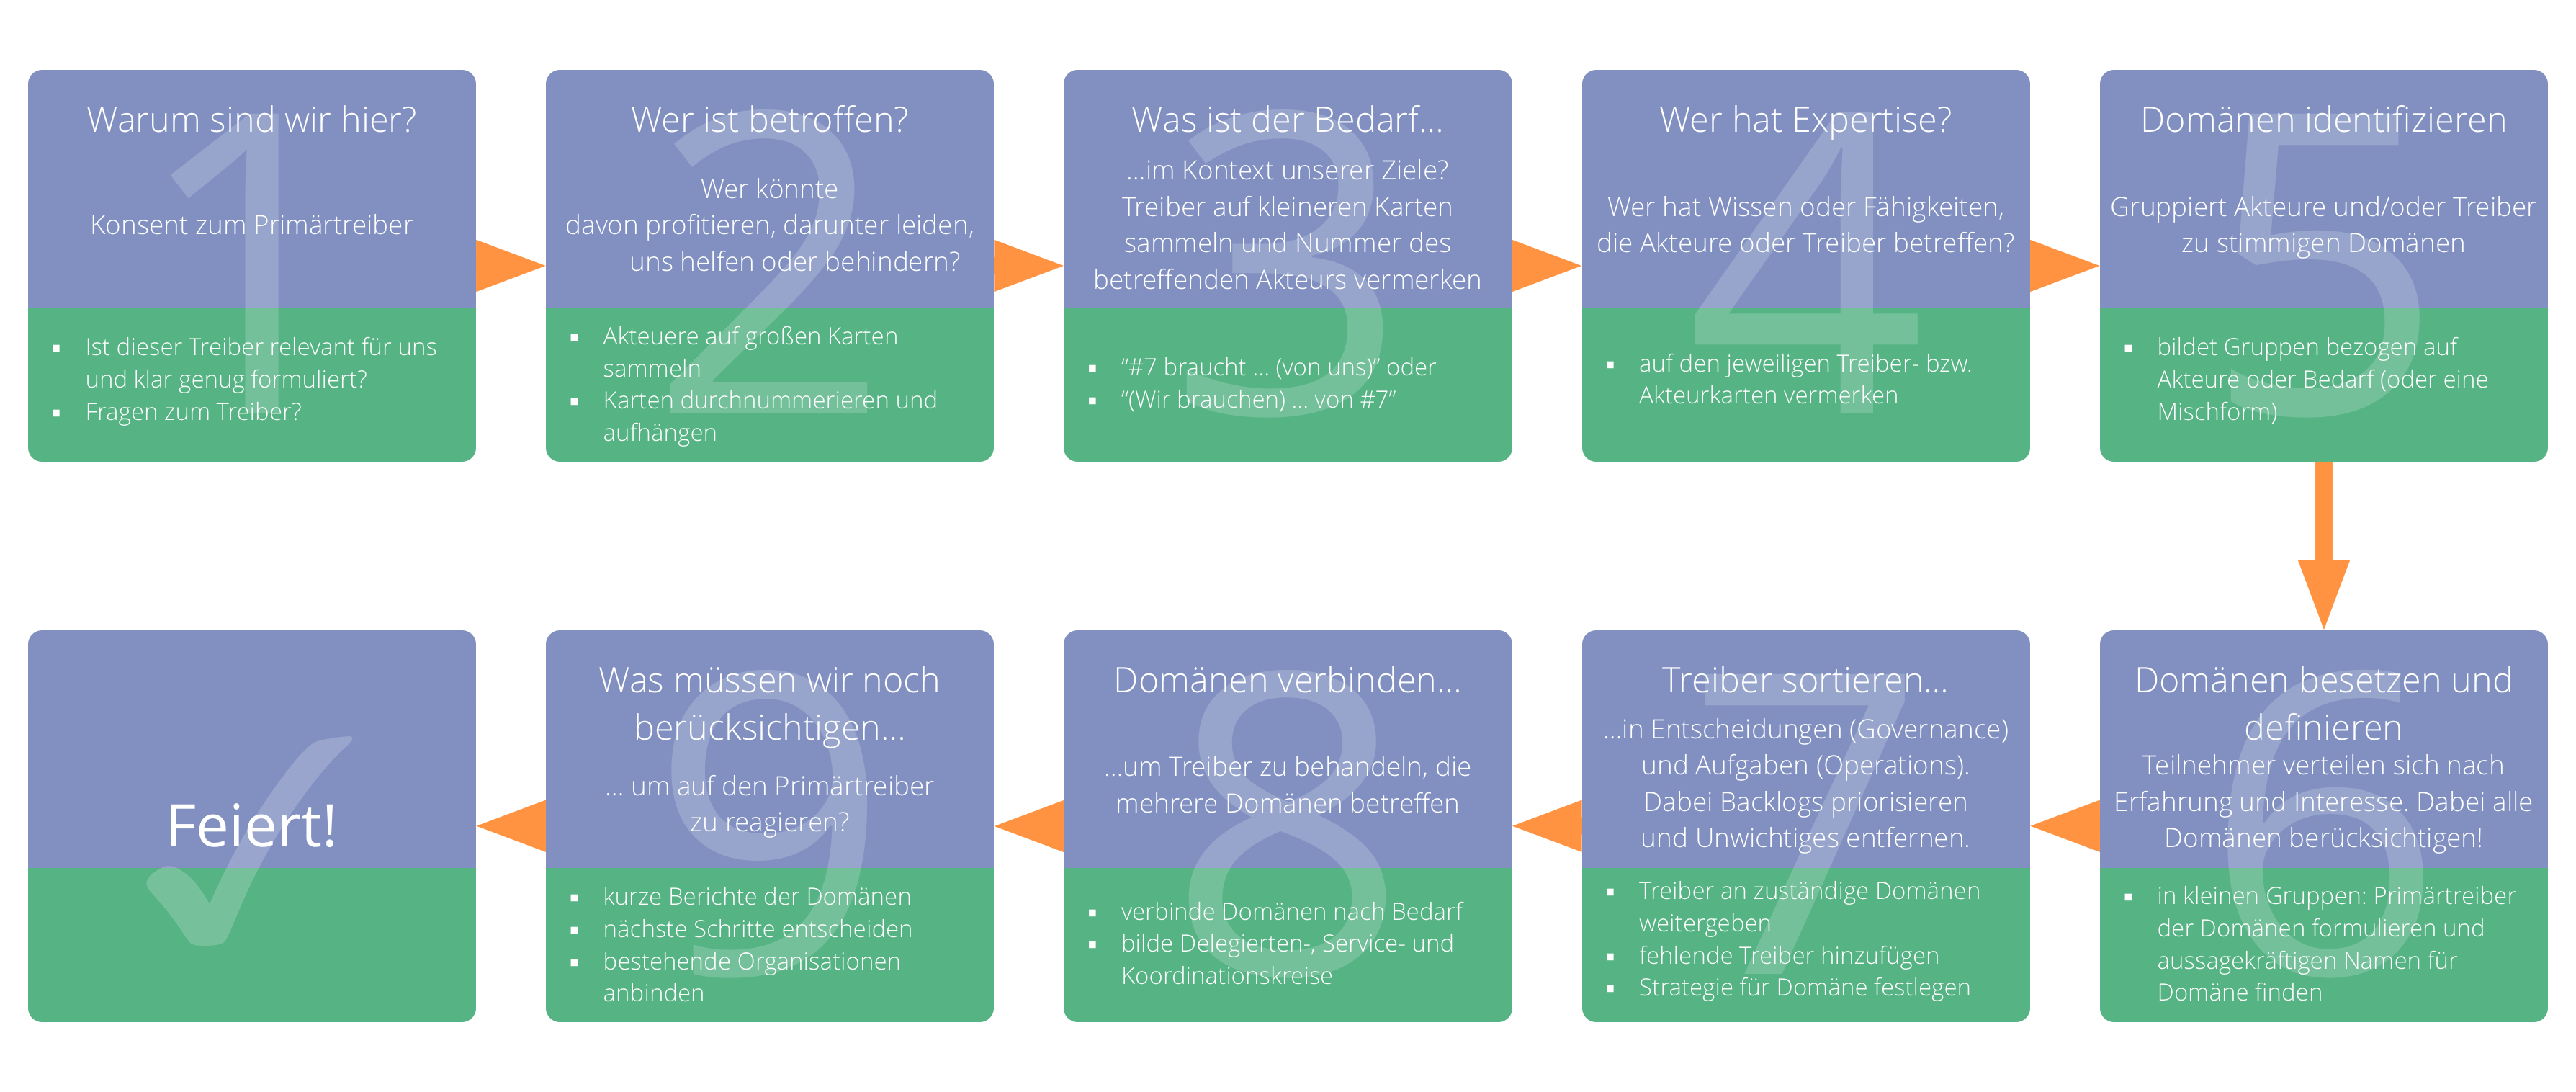 1
Warum sind wir hier?
Konsent zum Primärtreiber
▪ Ist dieser Treiber relevant für uns
und klar genug formuliert?
▪ Fragen zum Treiber?
2
Wer ist betroffen?
Wer könnte
davon profitieren, darunter leiden,
uns helfen oder behindern?
▪ Akteuere auf großen Karten
sammeln
▪ Karten durchnummerieren und
aufhängen
3
Was ist der Bedarf...
...im Kontext unserer Ziele?
Treiber auf kleineren Karten
sammeln und Nummer des
betreffenden Akteurs vermerken
▪ “#7 braucht ... (von uns)” oder
▪ “(Wir brauchen) ... von #7”
4
Wer hat Expertise?
Wer hat Wissen oder Fähigkeiten,
die Akteure oder Treiber betreffen?
▪ auf den jeweiligen Treiber- bzw.
Akteurkarten vermerken
5
Domänen identifizieren
Gruppiert Akteure und/oder Treiber
zu stimmigen Domänen
▪ bildet Gruppen bezogen auf
Akteure oder Bedarf (oder eine
Mischform)
6
Domänen besetzen und
definieren
Teilnehmer verteilen sich nach
Erfahrung und Interesse. Dabei alle
Domänen berücksichtigen!
▪ in kleinen Gruppen: Primärtreiber
der Domänen formulieren und
aussagekräftigen Namen für
Domäne finden
7
Treiber sortieren...
...in Entscheidungen (Governance)
und Aufgaben (Operations).
Dabei Backlogs priorisieren
und Unwichtiges entfernen.
▪ Treiber an zuständige Domänen
weitergeben
▪ fehlende Treiber hinzufügen
▪ Strategie für Domäne festlegen
8
Domänen verbinden...
...um Treiber zu behandeln, die
mehrere Domänen betreffen
▪ verbinde Domänen nach Bedarf
▪ bilde Delegierten-, Service- und
Koordinationskreise
9
Was müssen wir noch
berücksichtigen...
... um auf den Primärtreiber
zu reagieren?
▪ kurze Berichte der Domänen
▪ nächste Schritte entscheiden
▪ bestehende Organisationen
anbinden
✓
Feiert!